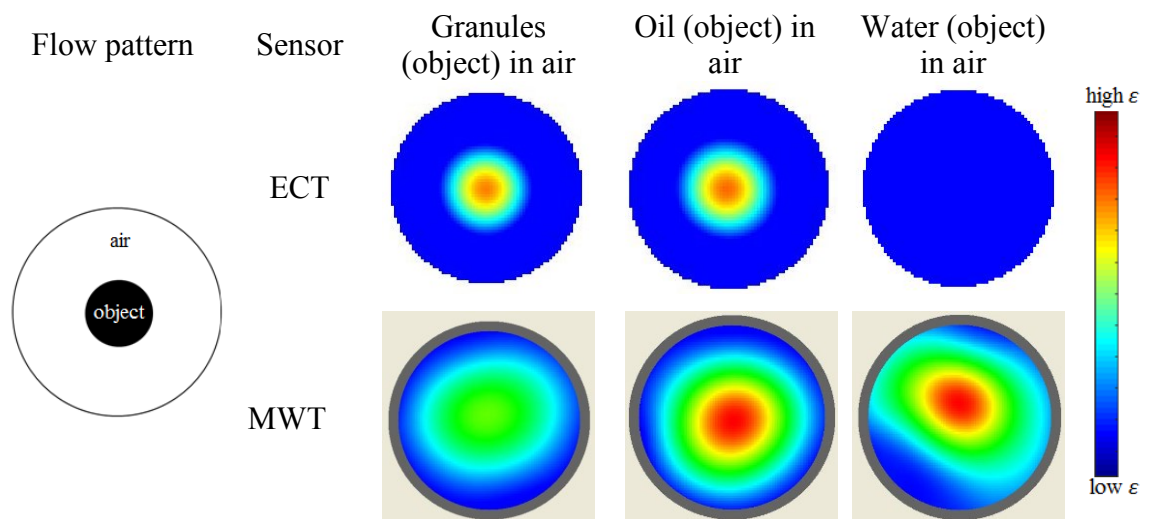 Flow pattern
Sensor
Granules
(object) in air
Oil (object) in
air
Water (object)
in air
high ε
ECT
air
object
MWT
low ε